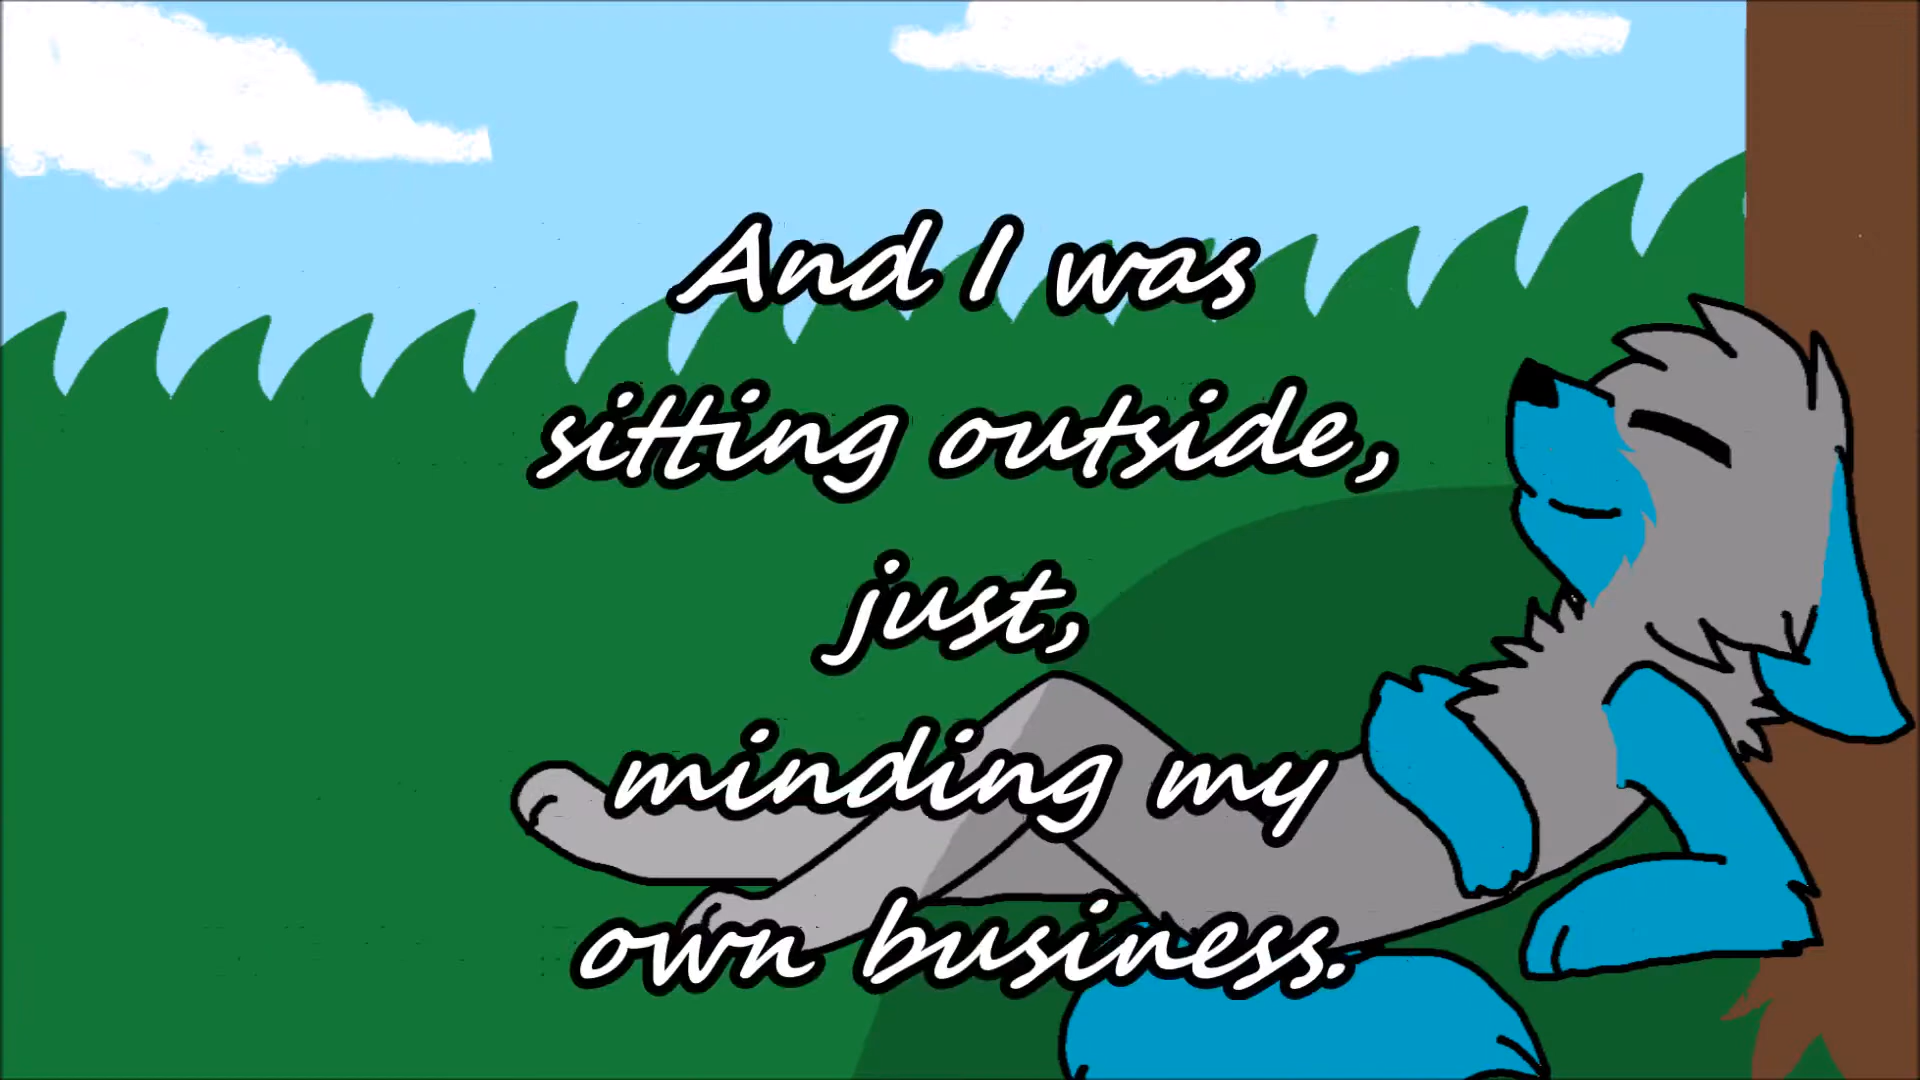 And I was
sitting outside,
just,
minding my
own business.